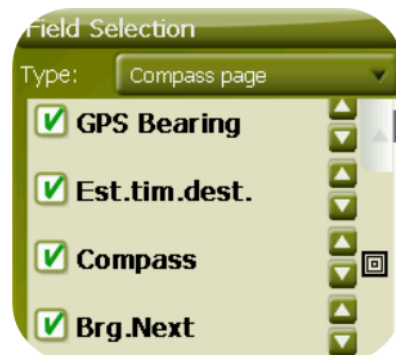 Field Selection
Type: Compass page
GPS Bearing
Est.tim.dest.
Compass
Brg.Next